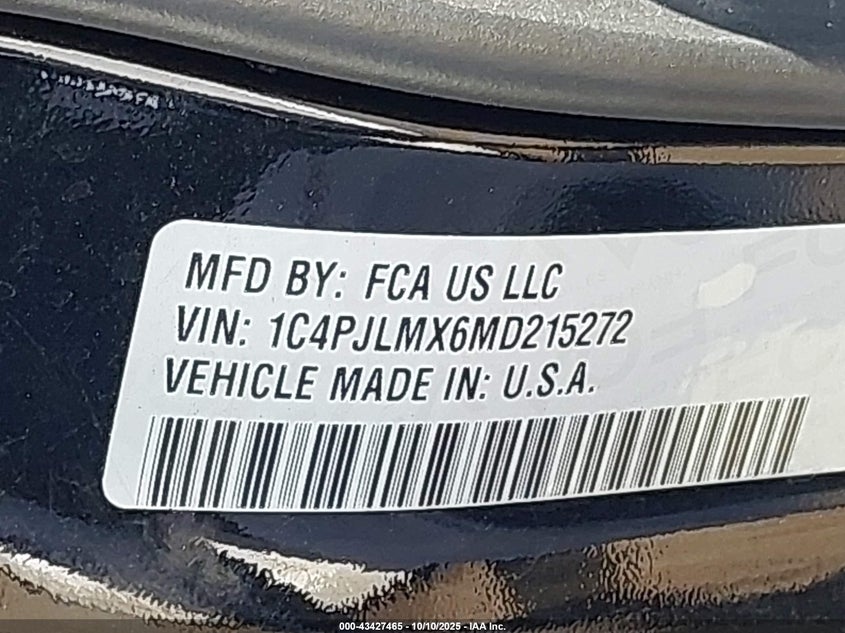 MFD BY: FCA US LLC
VIN: 1C4PJLMX6MD215272
VEHICLE MADE IN: U.S.A.
000-43427465 - 10/10/2025 - IAA Inc.